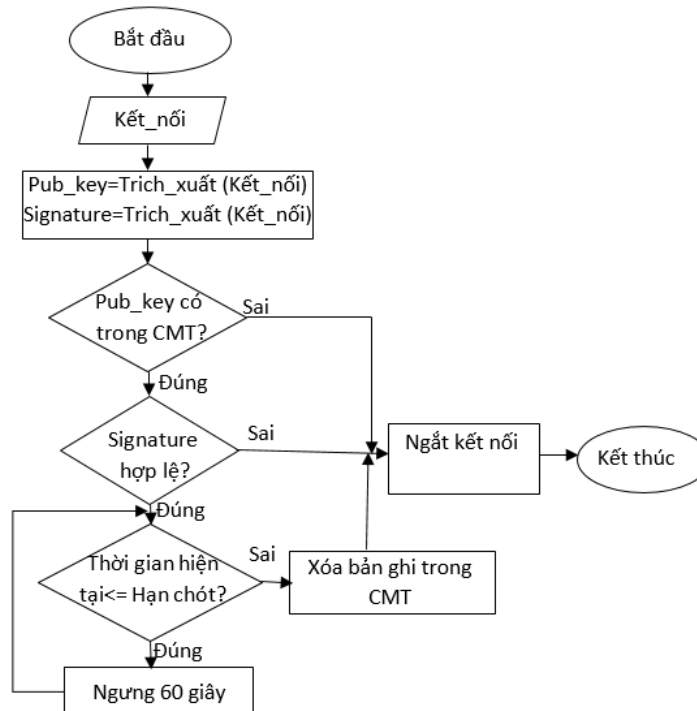 Bắt đầu
Kết_nối
Pub_key=Trich_xuất (Kết_nối)
Signature=Trich_xuất (Kết_nối)
Pub_key có
trong CMT?
Sai
Đúng
Signature
hợp lệ?
Sai
Ngắt kết nối
Kết thúc
Đúng
Thời gian hiện
tại<= Hạn chót?
Sai
Xóa bản ghi trong
CMT
Đúng
Ngưng 60 giây